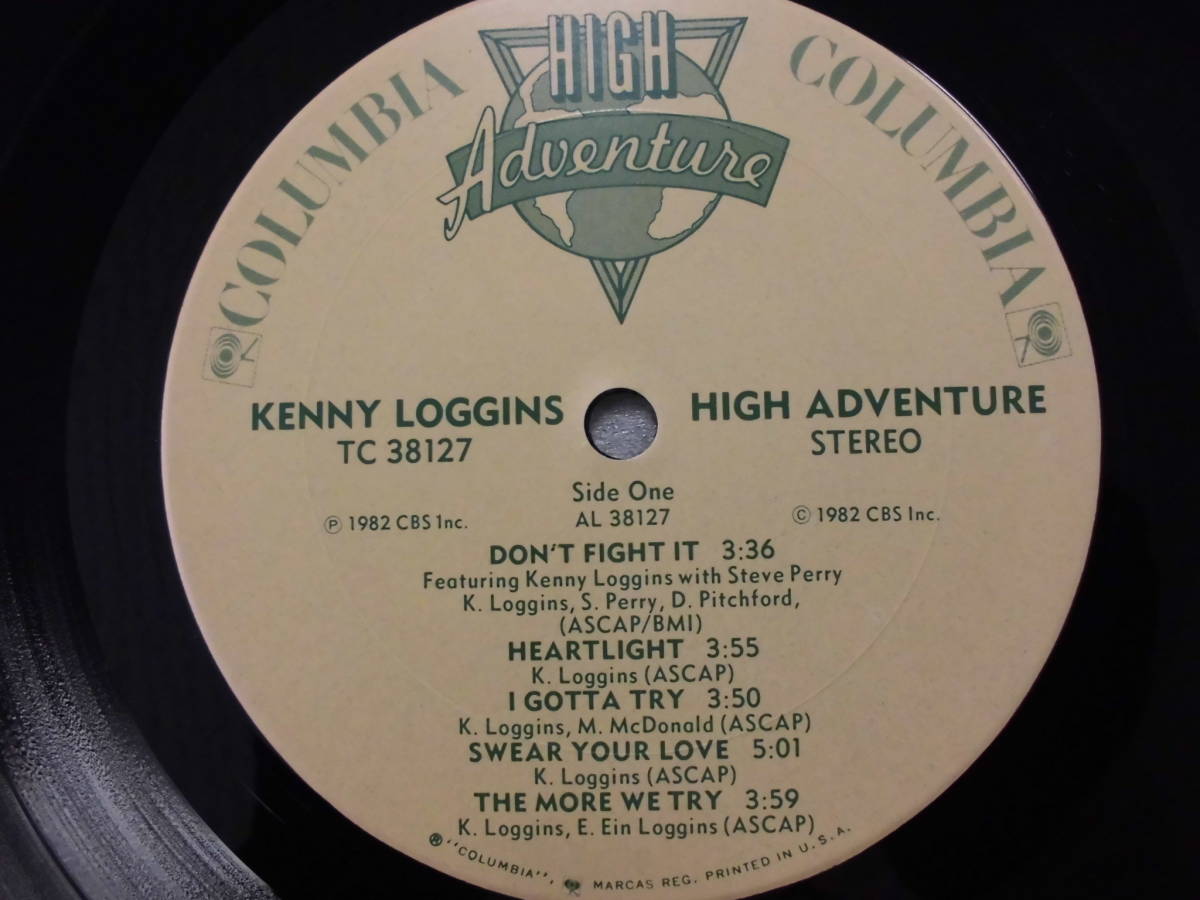 HIGH
Adventure
COLUMBIA
COLUMBIA
KENNY LOGGINS
TC 38127
HIGH ADVENTURE
STEREO
Side One
AL 38127
Ⓟ 1982 CBS Inc.
© 1982 CBS Inc.
DON'T FIGHT IT 3:36
Featuring Kenny Loggins with Steve Perry
K. Loggins, S. Perry, D. Pitchford,
(ASCAP/BMI)
HEARTLIGHT 3:55
K. Loggins (ASCAP)
I GOTTA TRY 3:50
K. Loggins, M. McDonald (ASCAP)
SWEAR YOUR LOVE 5:01
K. Loggins (ASCAP)
THE MORE WE TRY 3:59
K. Loggins, E. Ein Loggins (ASCAP)
® "COLUMBIA", MARCAS REG. PRINTED IN U.S.A.